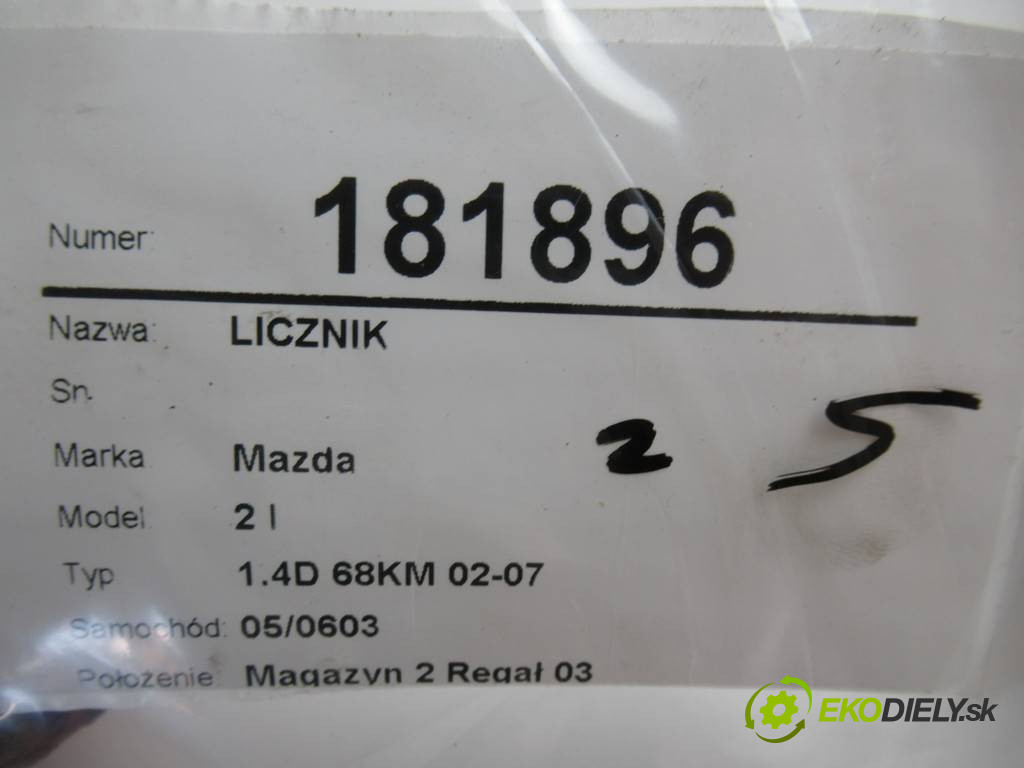 Numer: 181896
Nazwa: LICZNIK
Sn.
Marka Mazda
2 5
Model 2 I
Typ 1.4D 68KM 02-07
Samochód: 05/0603
Położenie Magazyn 2 Regał 03
EKODIELY.sk